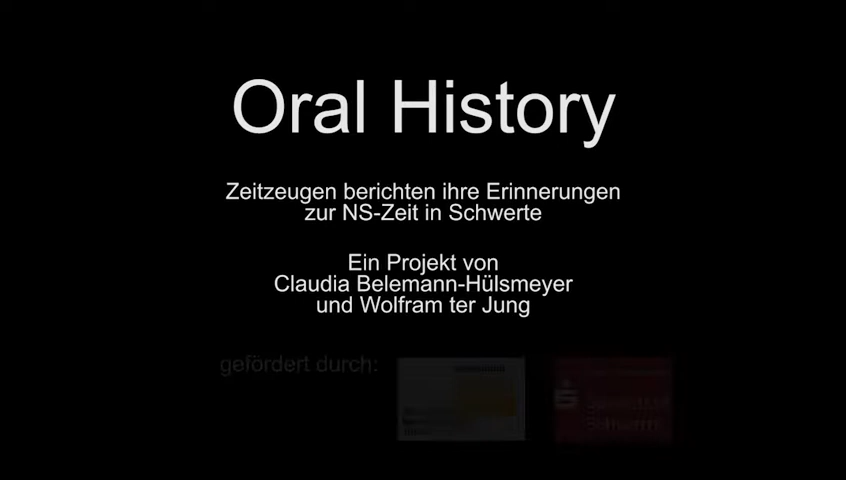 Oral History
Zeitzeugen berichten ihre Erinnerungen
zur NS-Zeit in Schwerte
Ein Projekt von
Claudia Belemann-Hülsmeyer
und Wolfram ter Jung
gefördert durch: